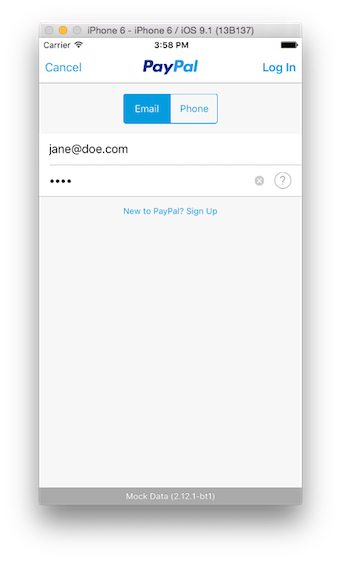 iPhone 6 - iPhone 6 / iOS 9.1 (13B137)
Carrier 3:58 PM
Cancel PayPal Log In
Email Phone
jane@doe.com
•••• ?
New to PayPal? Sign Up
Mock Data (2.12.1-bt1)